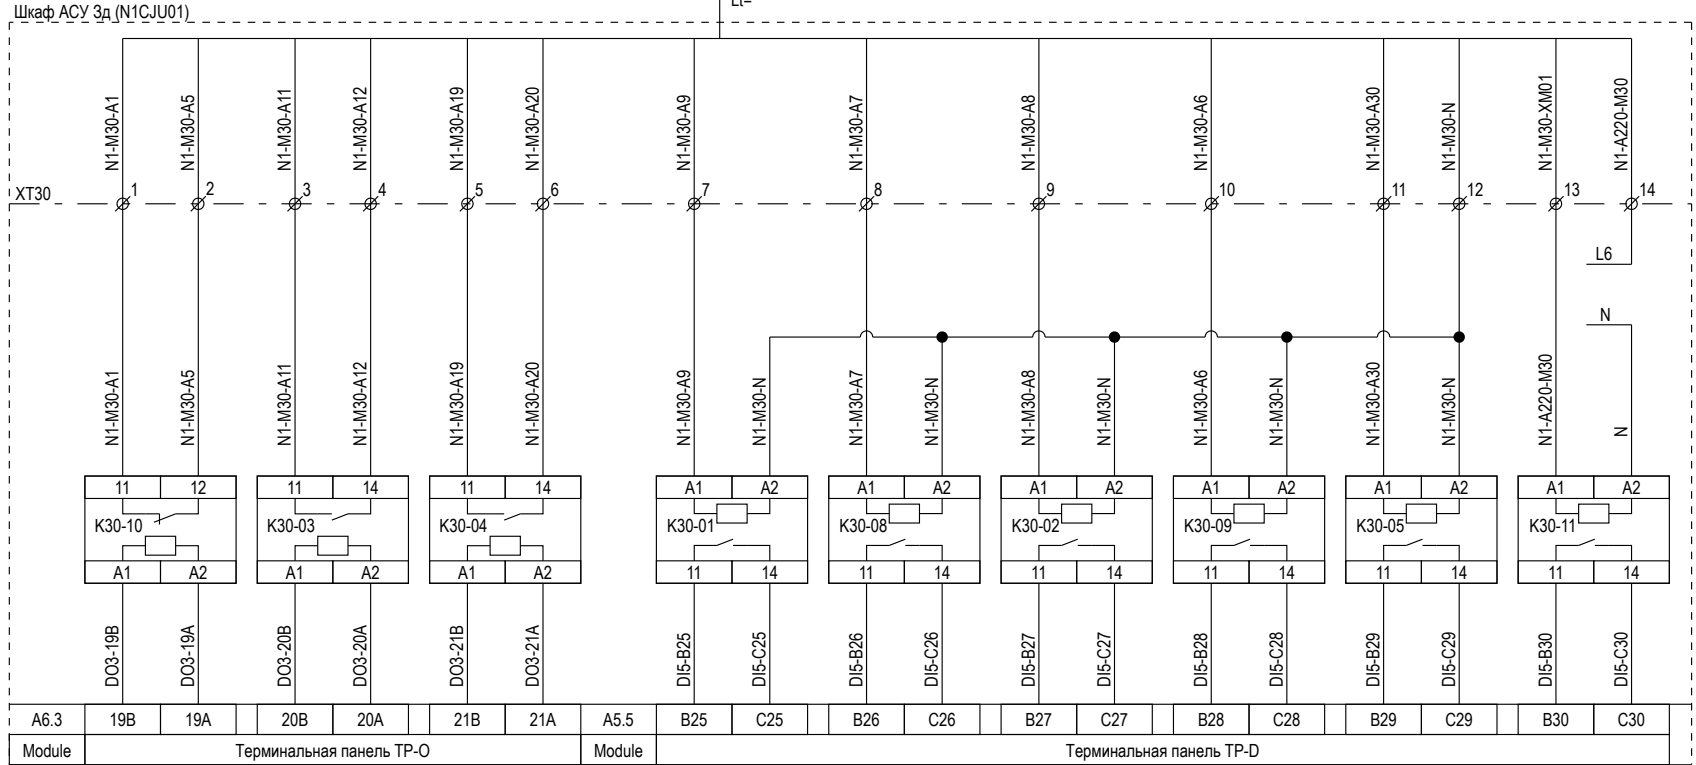 Lt=
Шкаф АСУ 3д (N1CJU01)
N1-M30-A1 N1-M30-A5 N1-M30-A11 N1-M30-A12 N1-M30-A19 N1-M30-A20 N1-M30-A9 N1-M30-A7 N1-M30-A8 N1-M30-A6 N1-M30-A30 N1-M30-N N1-M30-XM01 N1-A220-M30
XT30 1 2 3 4 5 6 7 8 9 10 11 12 13 14
L6
N
N1-M30-A1 N1-M30-A5 N1-M30-A11 N1-M30-A12 N1-M30-A19 N1-M30-A20 N1-M30-A9 N1-M30-N N1-M30-A7 N1-M30-N N1-M30-A8 N1-M30-N N1-M30-A6 N1-M30-N N1-M30-A30 N1-M30-N N1-A220-M30 N
11 12 11 14 11 14 A1 A2 A1 A2 A1 A2 A1 A2 A1 A2 A1 A2
K30-10 K30-03 K30-04 K30-01 K30-08 K30-02 K30-09 K30-05 K30-11
A1 A2 A1 A2 A1 A2 11 14 11 14 11 14 11 14 11 14 11 14
DO3-19B DO3-19A DO3-20B DO3-20A DO3-21B DO3-21A DI5-B25 DI5-C25 DI5-B26 DI5-C26 DI5-B27 DI5-C27 DI5-B28 DI5-C28 DI5-B29 DI5-C29 DI5-B30 DI5-C30
A6.3 19B 19A 20B 20A 21B 21A A5.5 B25 C25 B26 C26 B27 C27 B28 C28 B29 C29 B30 C30
Module Терминальная панель TP-O Module Терминальная панель TP-D